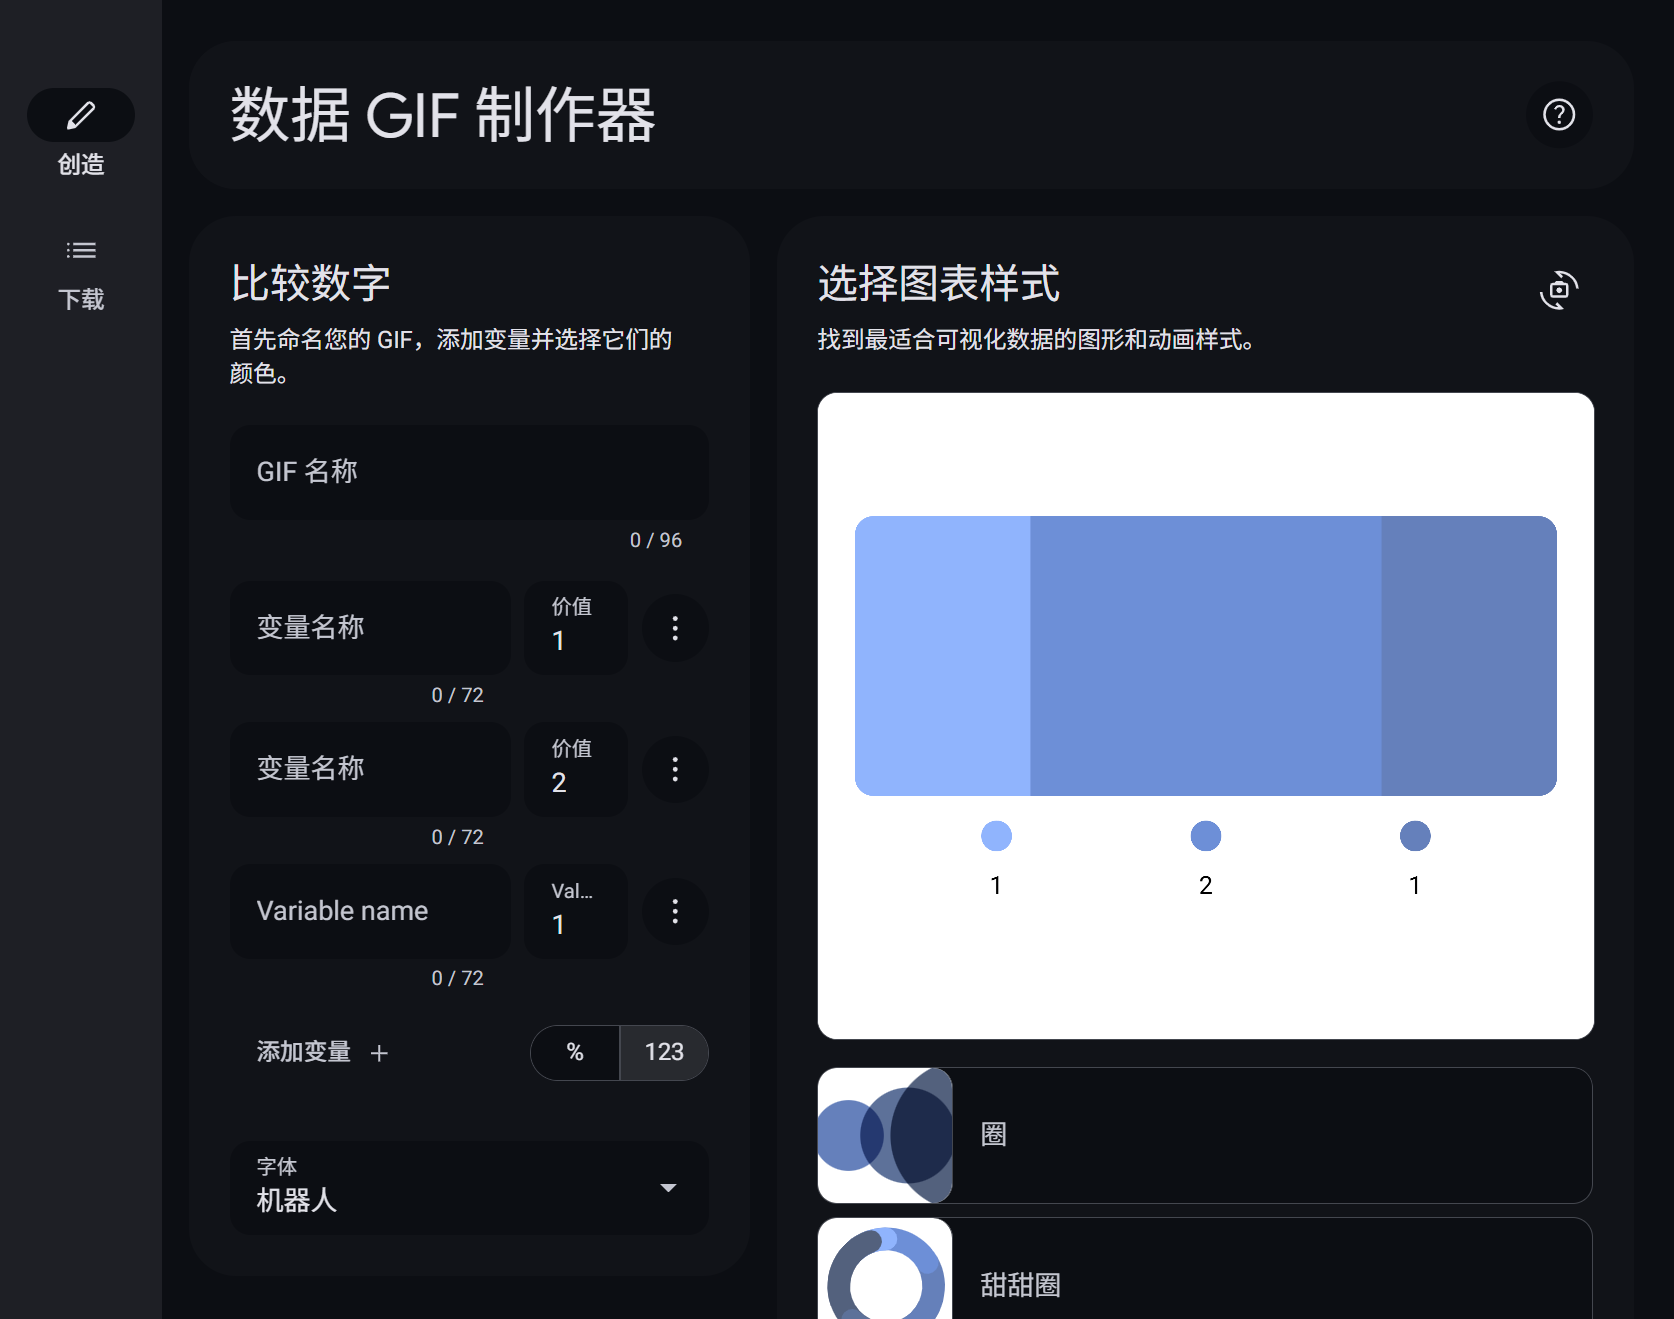 创造
下载
数据 GIF 制作器
比较数字
首先命名您的 GIF，添加变量并选择它们的
颜色。
GIF 名称
0 / 96
变量名称
价值
1
0 / 72
变量名称
价值
2
0 / 72
Variable name
Val...
1
0 / 72
添加变量
%
123
字体
机器人
选择图表样式
找到最适合可视化数据的图形和动画样式。
1
2
1
圈
甜甜圈